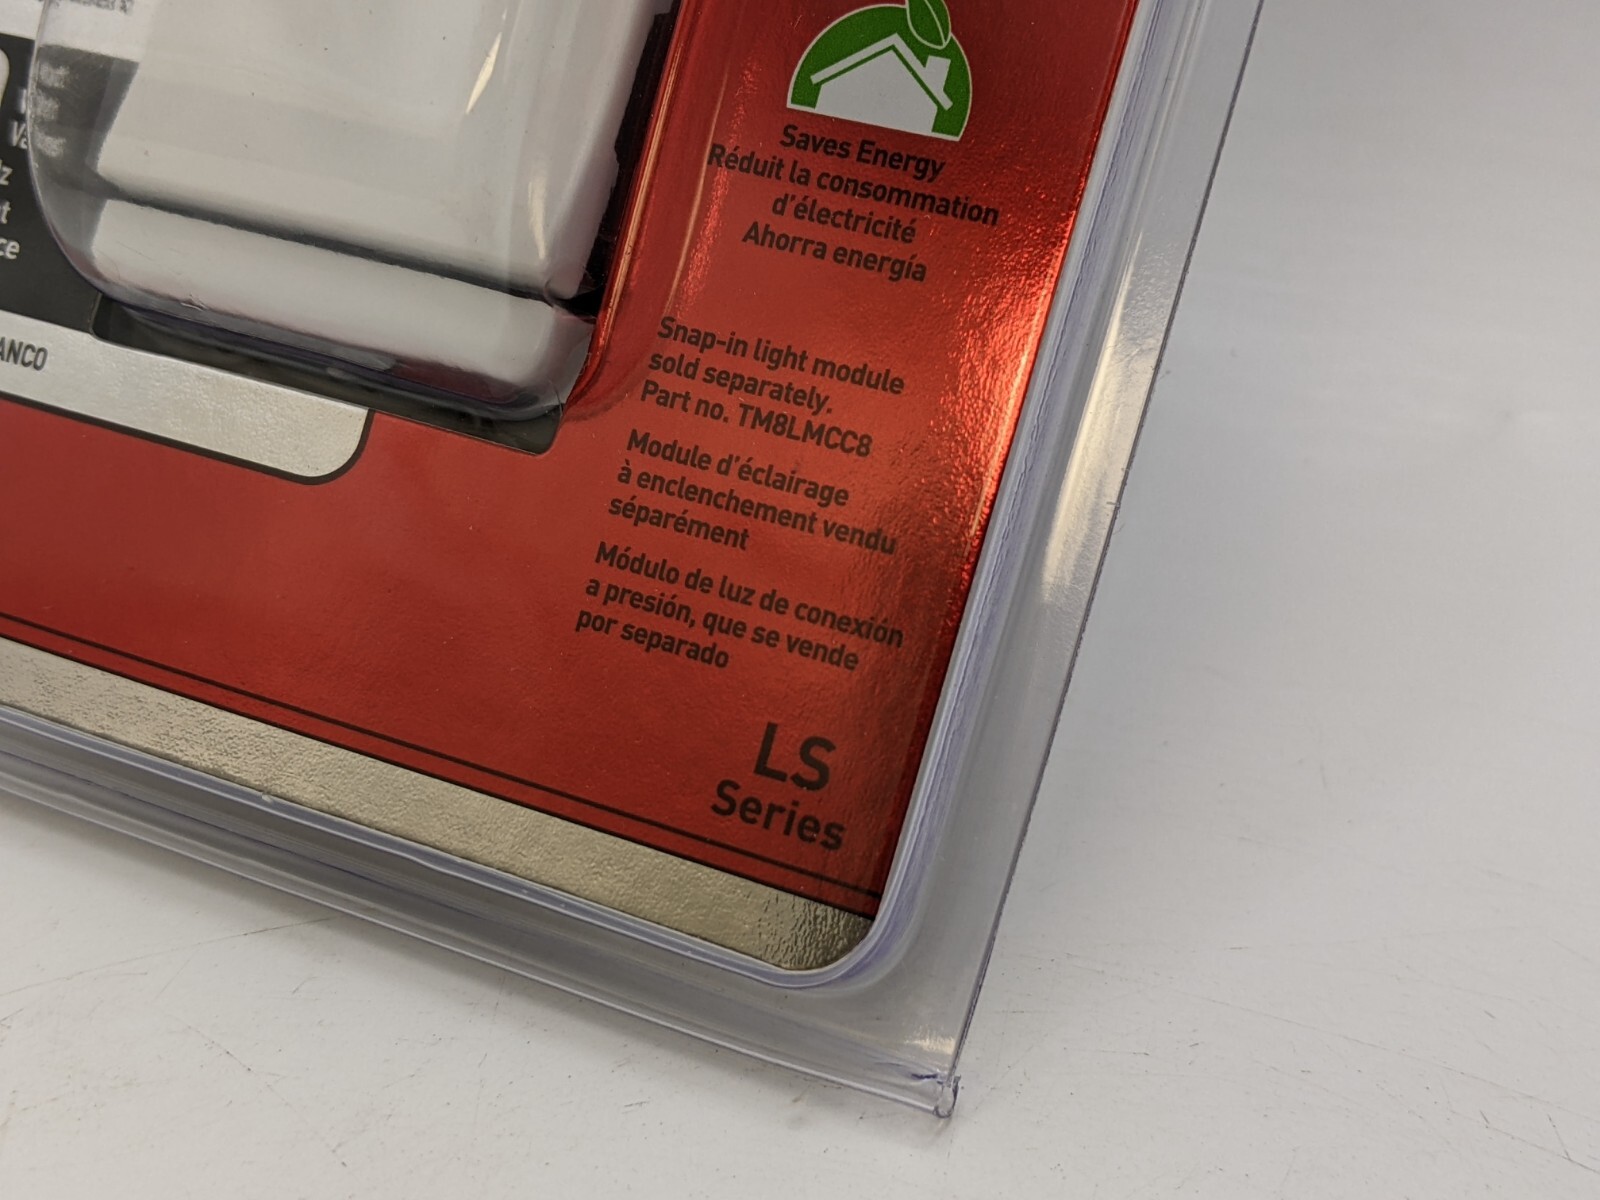 Saves Energy
Réduit la consommation
d'électricité
Ahorra energía
ANCO
Snap-in light module
sold separately.
Part no. TM8LMCC8
Module d'éclairage
à enclenchement vendu
séparément
Módulo de luz de conexión
a presión, que se vende
por separado
LS
Series